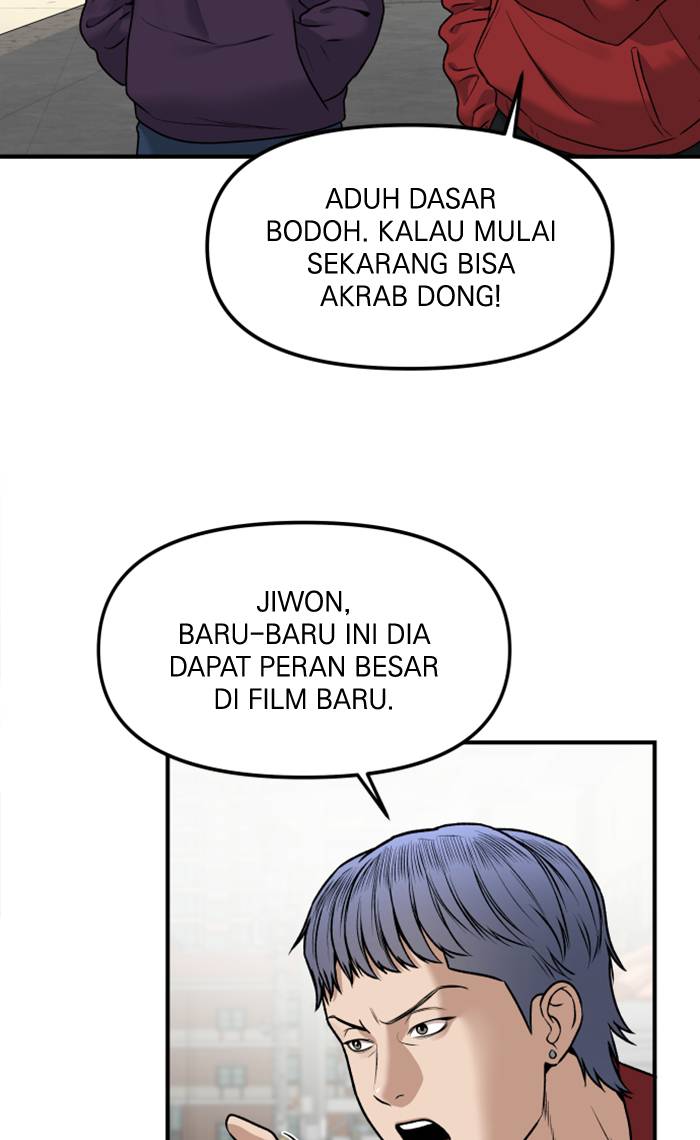 ADUH DASAR
BODOH. KALAU MULAI
SEKARANG BISA
AKRAB DONG!
JIWON,
BARU-BARU INI DIA
DAPAT PERAN BESAR
DI FILM BARU.